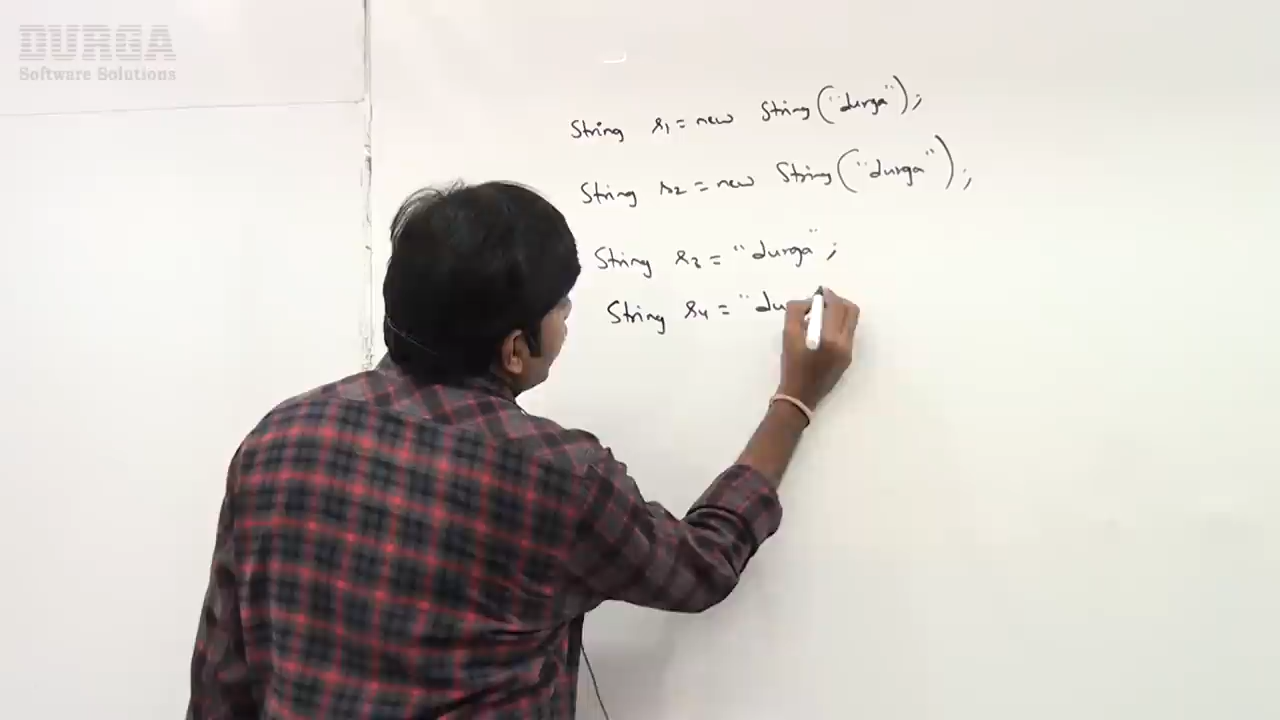 DURGA
Software Solutions
String s1 = new String("durga");
String s2 = new String("durga");
String s3 = "durga";
String s4 = "du